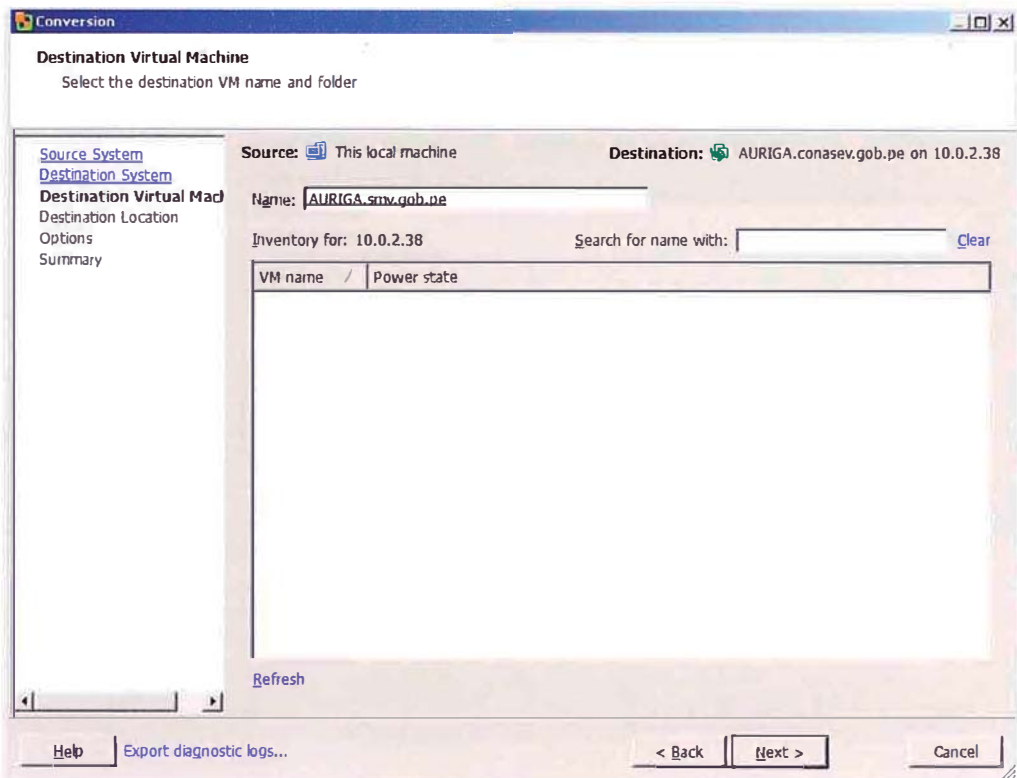 Conversion
Destination Virtual Machine
Select the destination VM name and folder
Source System
Destination System
Destination Virtual Mach
Destination Location
Options
Summary
Source: This local machine
Destination: AURIGA.conasev.gob.pe on 10.0.2.38
Name: AURIGA.smv.gob.pe
Inventory for: 10.0.2.38
Search for name with:
Clear
VM name / Power state
Refresh
Help
Export diagnostic logs...
< Back
Next >
Cancel